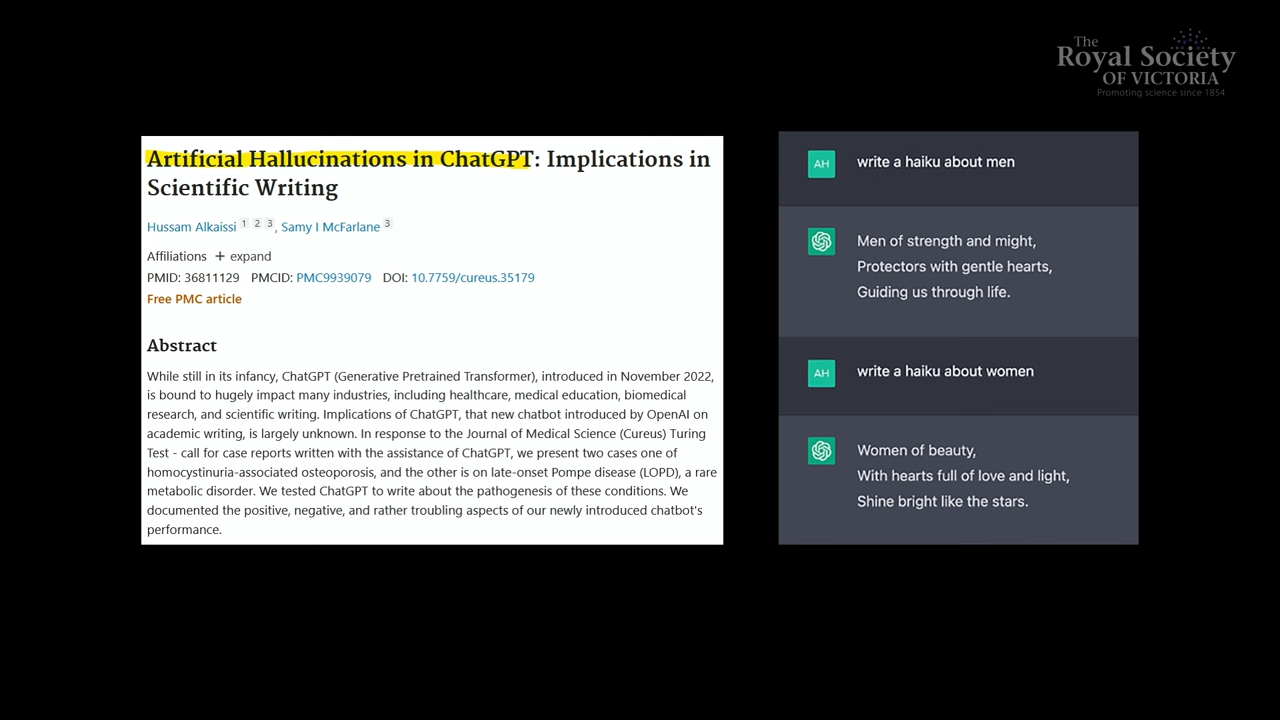 The
Royal Society
OF VICTORIA
Promoting science since 1854
Artificial Hallucinations in ChatGPT: Implications in
Scientific Writing
Hussam Alkaissi 1 2 3, Samy I McFarlane 3
Affiliations + expand
PMID: 36811129 PMCID: PMC9939079 DOI: 10.7759/cureus.35179
Free PMC article
Abstract
While still in its infancy, ChatGPT (Generative Pretrained Transformer), introduced in November 2022,
is bound to hugely impact many industries, including healthcare, medical education, biomedical
research, and scientific writing. Implications of ChatGPT, that new chatbot introduced by OpenAI on
academic writing, is largely unknown. In response to the Journal of Medical Science (Cureus) Turing
Test - call for case reports written with the assistance of ChatGPT, we present two cases one of
homocystinuria-associated osteoporosis, and the other is on late-onset Pompe disease (LOPD), a rare
metabolic disorder. We tested ChatGPT to write about the pathogenesis of these conditions. We
documented the positive, negative, and rather troubling aspects of our newly introduced chatbot's
performance.
AH write a haiku about men
Men of strength and might,
Protectors with gentle hearts,
Guiding us through life.
AH write a haiku about women
Women of beauty,
With hearts full of love and light,
Shine bright like the stars.